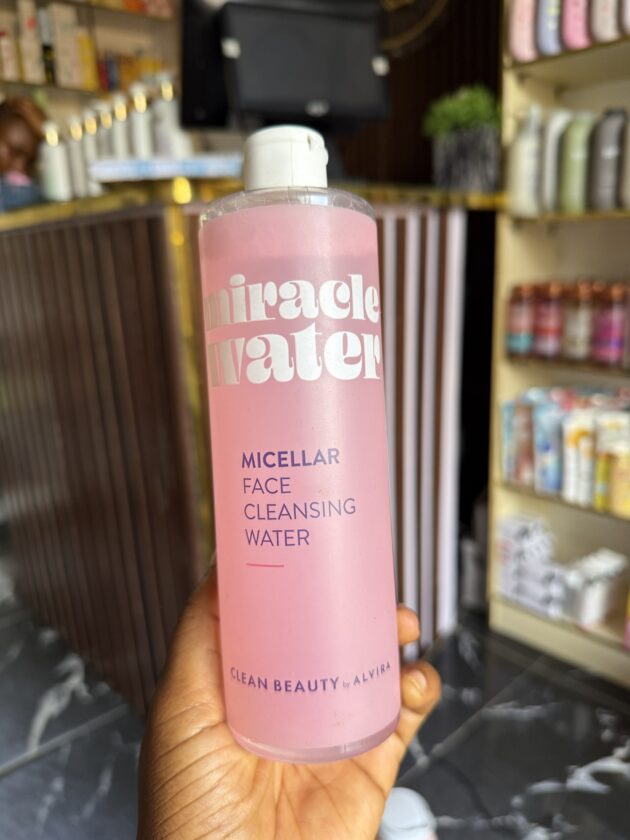 miracle
water
MICELLAR
FACE
CLEANSING
WATER
CLEAN BEAUTY by ALVIRA